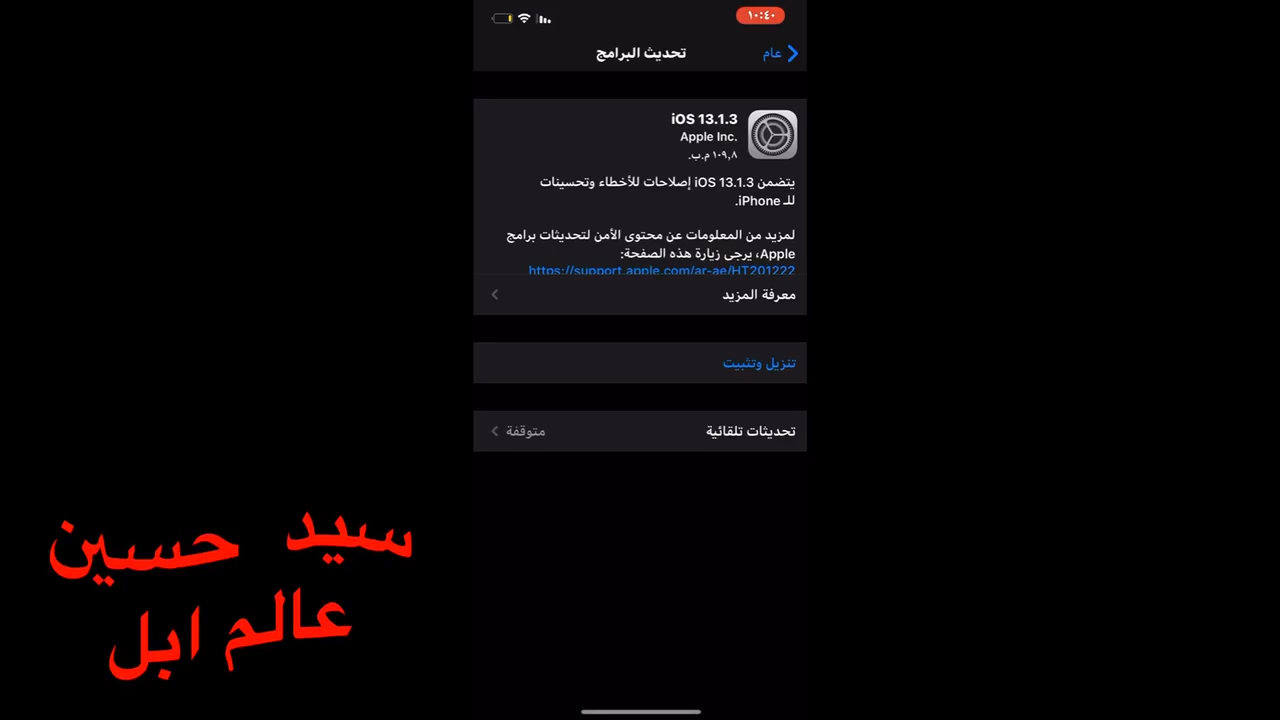 ١٠:٤٠
عام
تحديث البرامج
iOS 13.1.3
Apple Inc.
١٠٩٫٨ م.ب.
يتضمن iOS 13.1.3 إصلاحات للأخطاء وتحسينات
للـ iPhone.
لمزيد من المعلومات عن محتوى الأمن لتحديثات برامج
Apple، يرجى زيارة هذه الصفحة:
https://support.apple.com/ar-ae/HT201222
معرفة المزيد
تنزيل وتثبيت
تحديثات تلقائية متوقفة
سيد حسين
عالم ابل